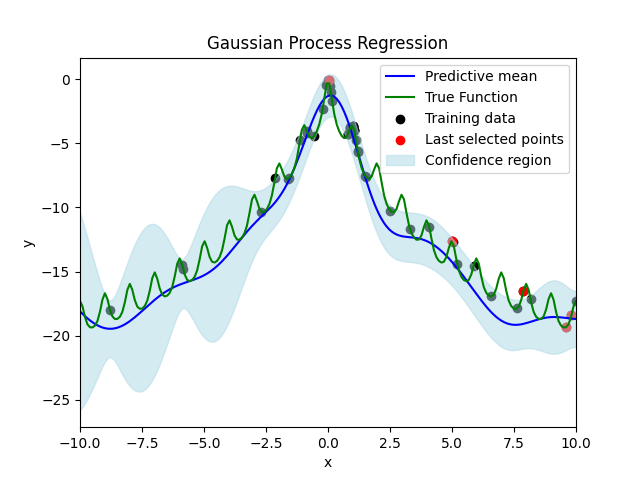 Gaussian Process Regression
Predictive mean
True Function
Training data
Last selected points
Confidence region
y
0
−5
−10
−15
−20
−25
−10.0 −7.5 −5.0 −2.5 0.0 2.5 5.0 7.5 10.0
x